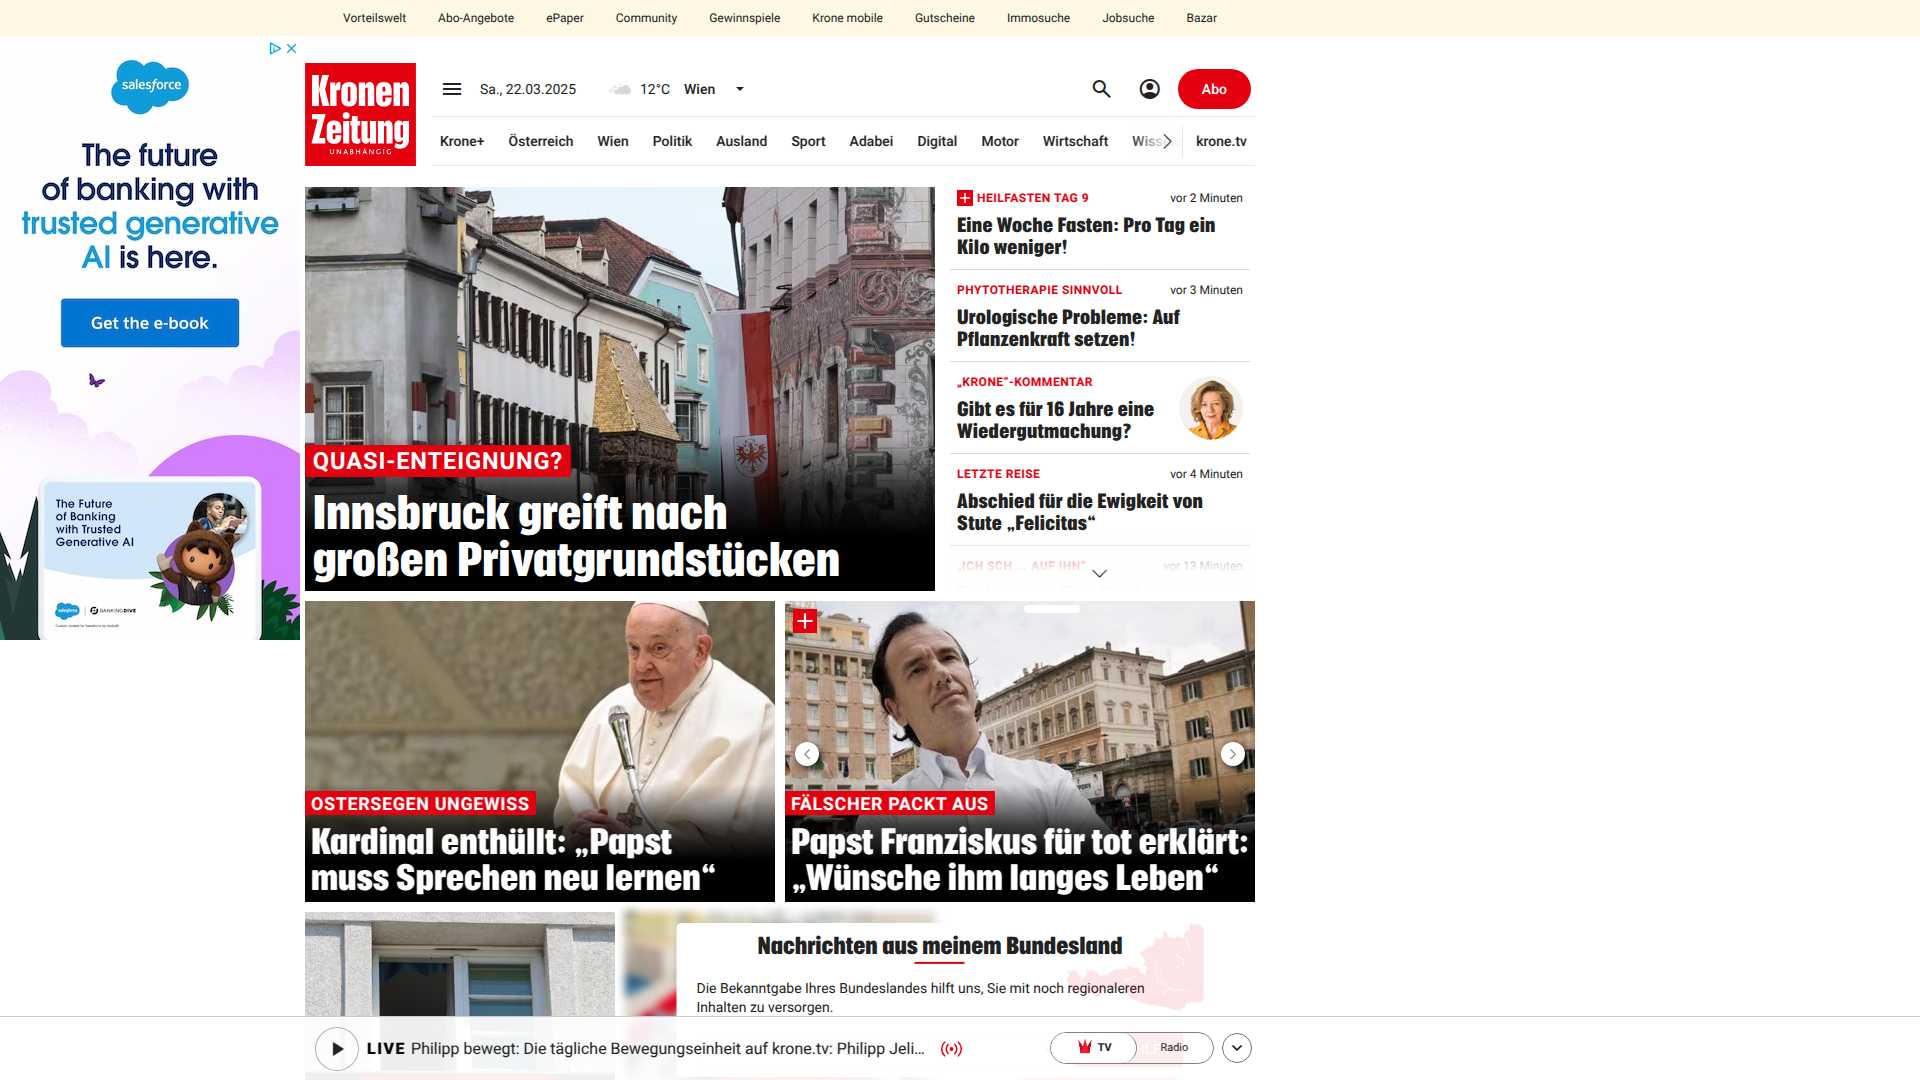 Vorteilswelt Abo-Angebote ePaper Community Gewinnspiele Krone mobile Gutscheine Immosuche Jobsuche Bazar
salesforce
The future
of banking with
trusted generative
AI is here.
Get the e-book
The Future
of Banking
with Trusted
Generative AI
salesforce BANKINGDIVE
Kronen
Zeitung
UNABHÄNGIG
Sa., 22.03.2025 12°C Wien
Abo
Krone+ Österreich Wien Politik Ausland Sport Adabei Digital Motor Wirtschaft Wiss krone.tv
QUASI-ENTEIGNUNG?
Innsbruck greift nach
großen Privatgrundstücken
HEILFASTEN TAG 9 vor 2 Minuten
Eine Woche Fasten: Pro Tag ein
Kilo weniger!
PHYTOTHERAPIE SINNVOLL vor 3 Minuten
Urologische Probleme: Auf
Pflanzenkraft setzen!
„KRONE“-KOMMENTAR
Gibt es für 16 Jahre eine
Wiedergutmachung?
LETZTE REISE vor 4 Minuten
Abschied für die Ewigkeit von
Stute „Felicitas“
„ICH SCH ... AUF IHN“ vor 13 Minuten
OSTERSEGEN UNGEWISS
Kardinal enthüllt: „Papst
muss Sprechen neu lernen“
FÄLSCHER PACKT AUS
Papst Franziskus für tot erklärt:
„Wünsche ihm langes Leben“
Nachrichten aus meinem Bundesland
Die Bekanntgabe Ihres Bundeslandes hilft uns, Sie mit noch regionaleren
Inhalten zu versorgen.
LIVE Philipp bewegt: Die tägliche Bewegungseinheit auf krone.tv: Philipp Jeli...
TV Radio